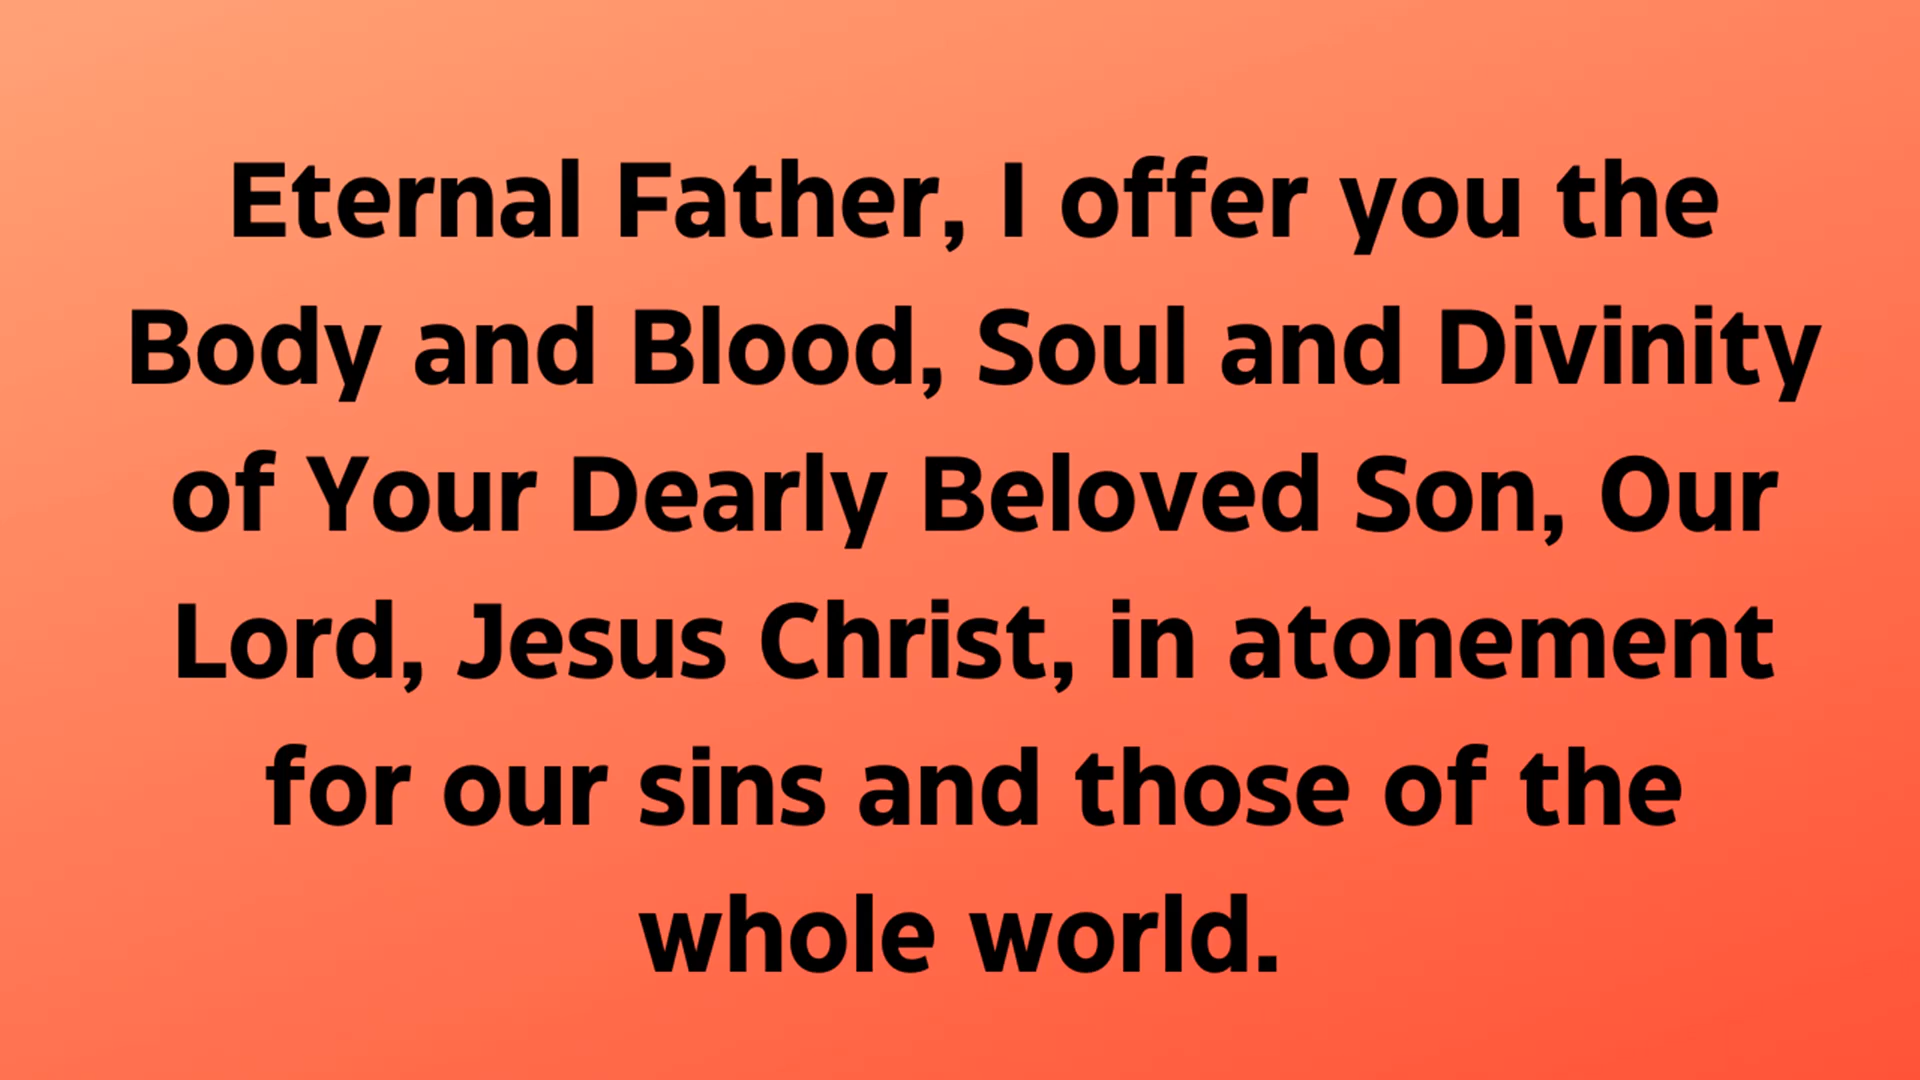 Eternal Father, I offer you the
Body and Blood, Soul and Divinity
of Your Dearly Beloved Son, Our
Lord, Jesus Christ, in atonement
for our sins and those of the
whole world.